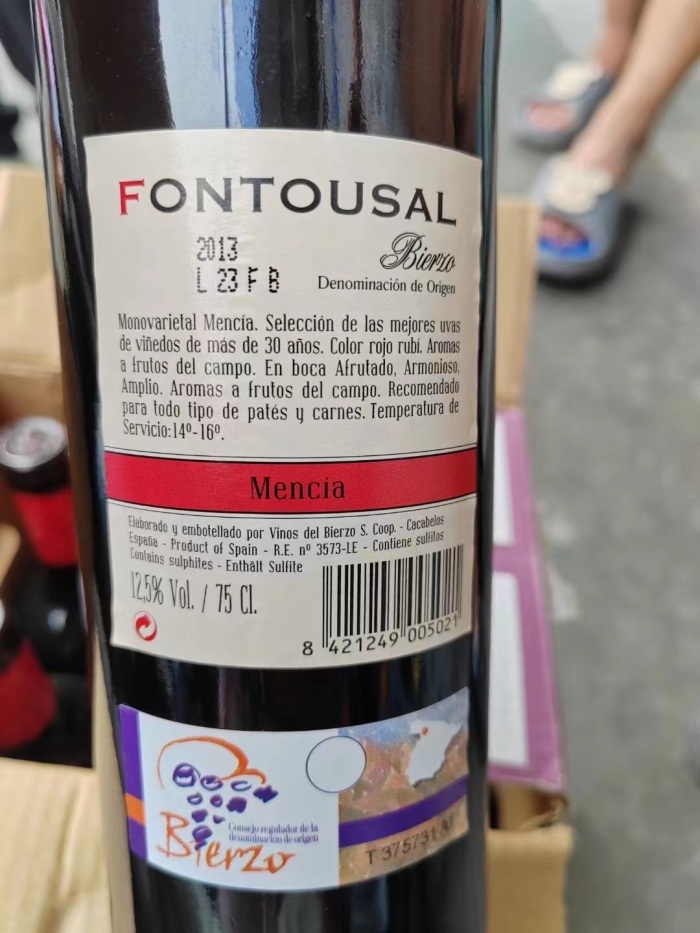 FONTOUSAL
2013
Bierzo
L 23 F B
Denominación de Origen
Monovarietal Mencía. Selección de las mejores uvas
de viñedos de más de 30 años. Color rojo rubí. Aromas
a frutos del campo. En boca Afrutado, Armonioso,
Amplio. Aromas a frutos del campo. Recomendado
para todo tipo de patés y carnes. Temperatura de
Servicio:14º-16º.
Mencía
Elaborado y embotellado por Vinos del Bierzo S. Coop. - Cacabelos
España - Product of Spain - R.E. nº 3573-LE - Contiene sulfitos
Contains sulphites - Enthält Sulfite
12,5% Vol. / 75 Cl.
8 421249 005021
Consejo regulador de la
denominacion de origen
Bierzo
T 375731